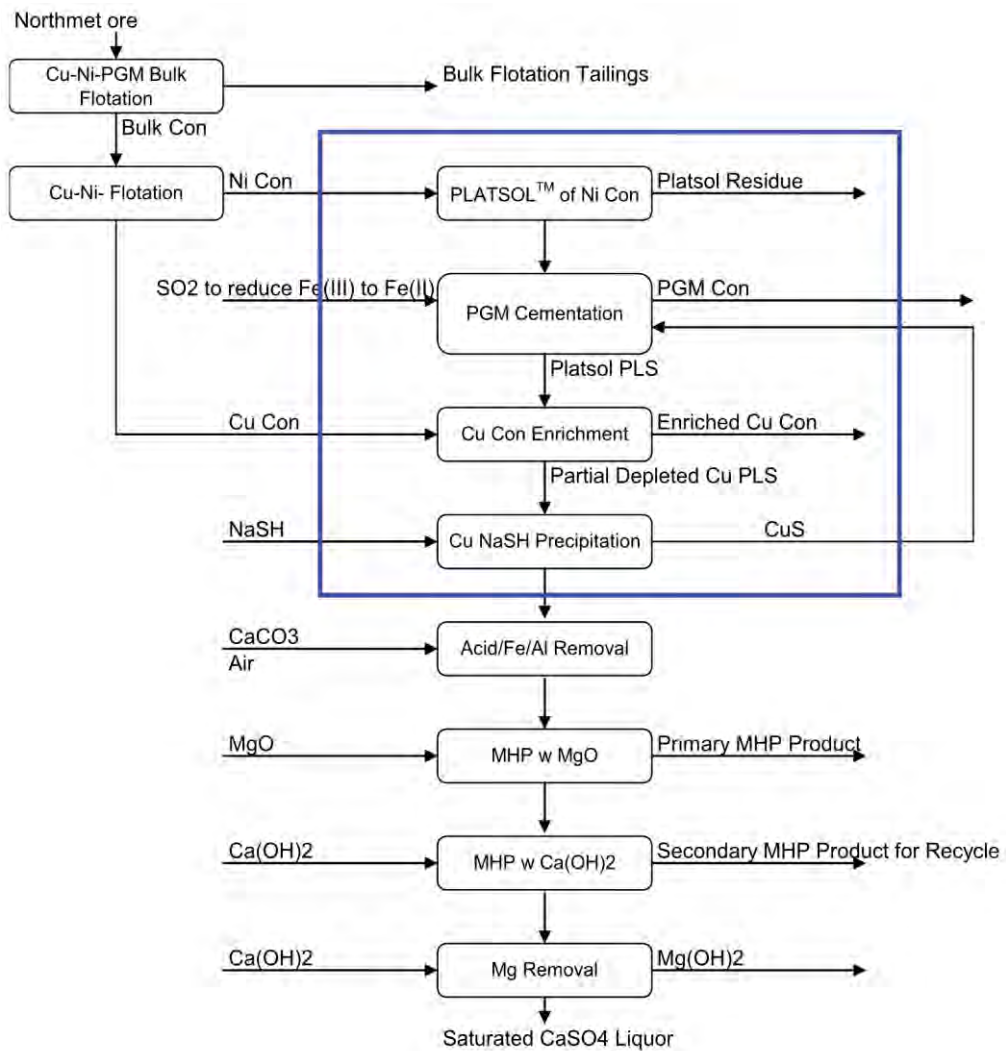 Northmet ore
Cu-Ni-PGM Bulk
Flotation
Bulk Flotation Tailings
Bulk Con
Cu-Ni- Flotation
Ni Con
PLATSOL™ of Ni Con
Platsol Residue
SO2 to reduce Fe(III) to Fe(II)
PGM Cementation
PGM Con
Platsol PLS
Cu Con
Cu Con Enrichment
Enriched Cu Con
Partial Depleted Cu PLS
NaSH
Cu NaSH Precipitation
CuS
CaCO3
Air
Acid/Fe/Al Removal
MgO
MHP w MgO
Primary MHP Product
Ca(OH)2
MHP w Ca(OH)2
Secondary MHP Product for Recycle
Ca(OH)2
Mg Removal
Mg(OH)2
Saturated CaSO4 Liquor